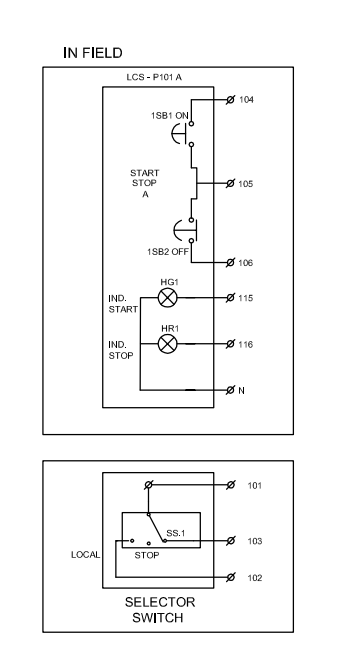 IN FIELD
LCS - P101 A
104
1SB1 ON
START
STOP
A
105
1SB2 OFF
106
HG1
IND.
START
115
HR1
IND.
STOP
116
N
101
SS.1
103
LOCAL
STOP
102
SELECTOR
SWITCH